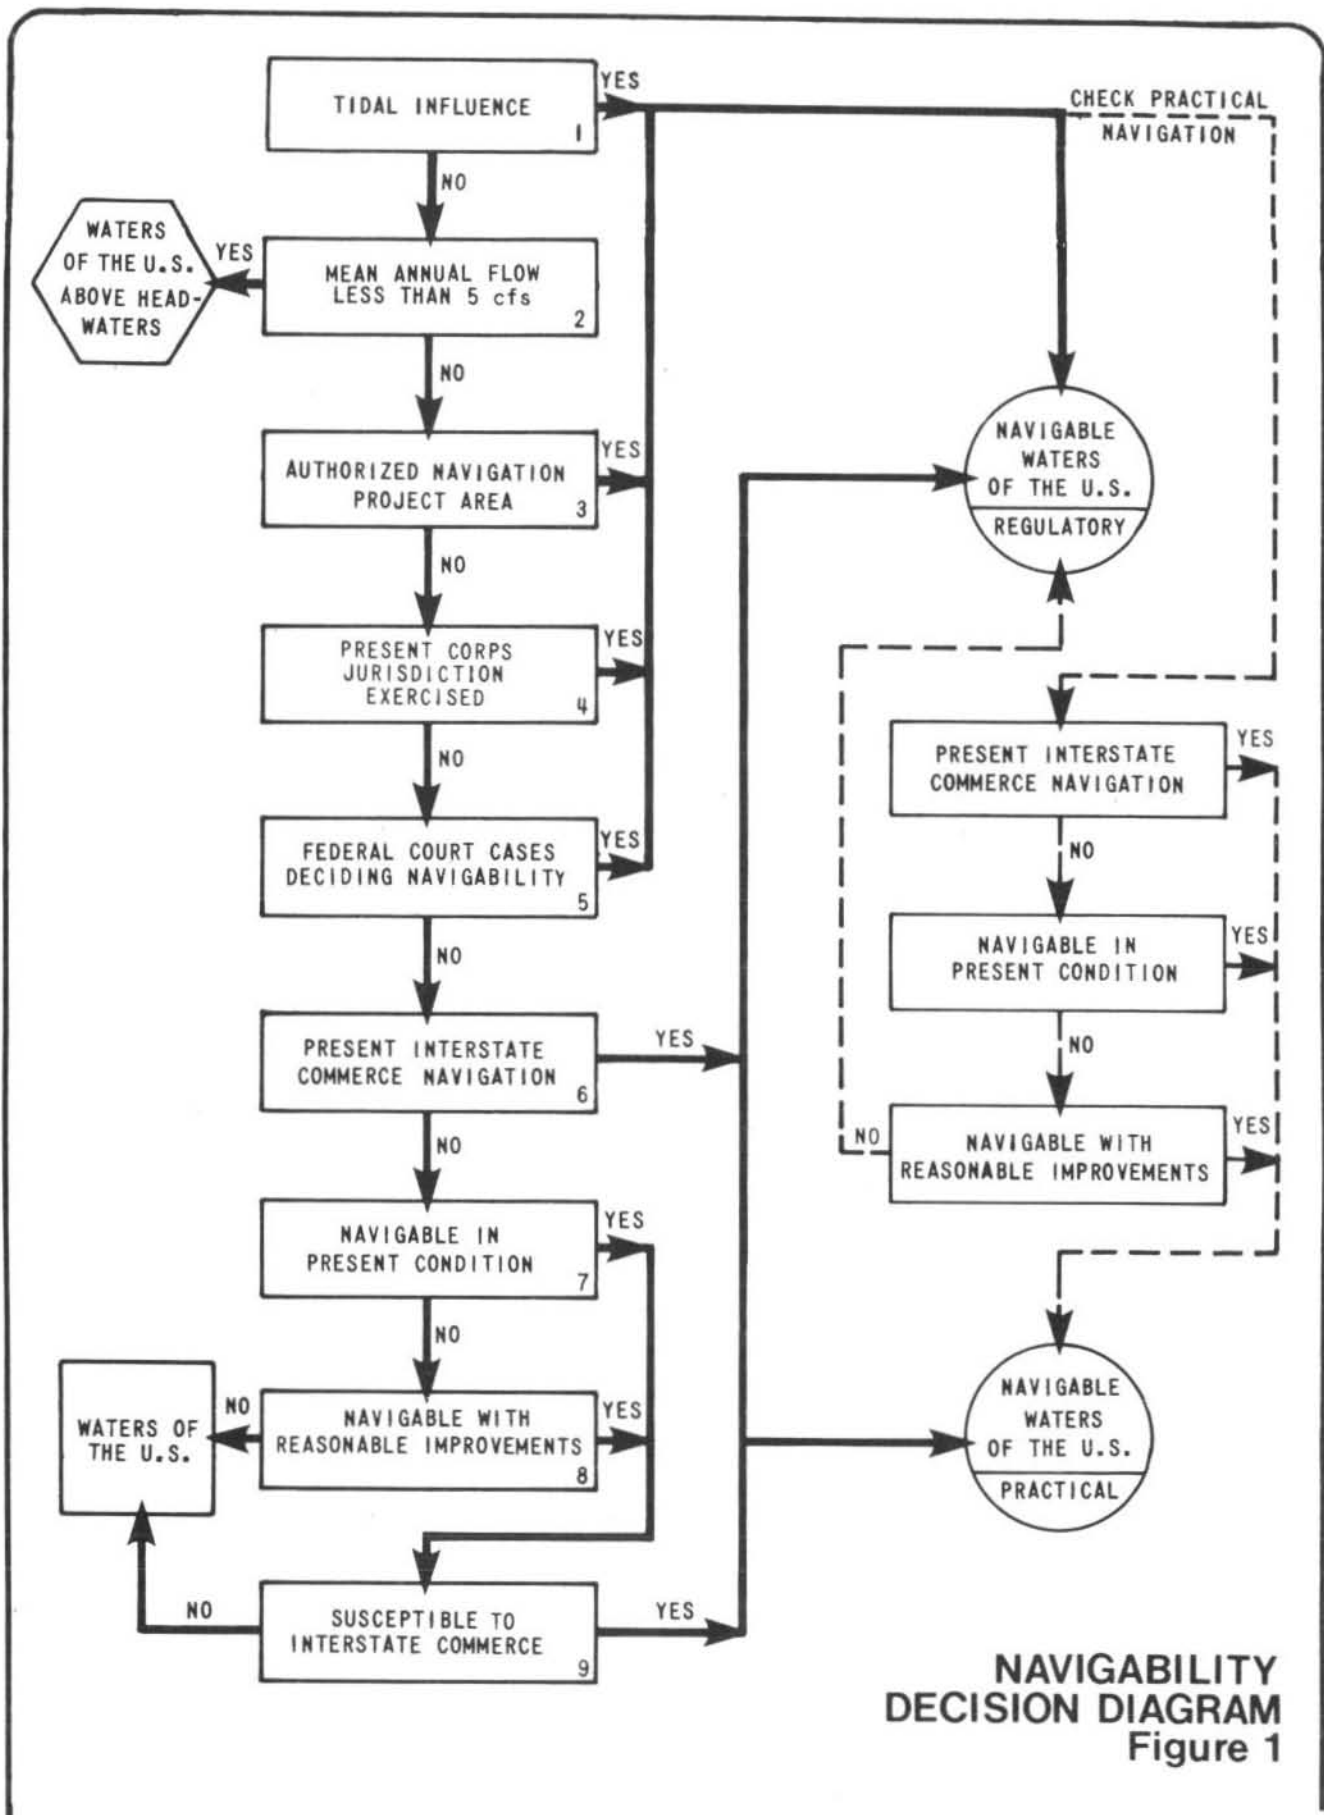 TIDAL INFLUENCE
1
YES
NO
CHECK PRACTICAL
NAVIGATION
WATERS
OF THE U.S.
ABOVE HEAD-
WATERS
YES
MEAN ANNUAL FLOW
LESS THAN 5 cfs
2
NO
AUTHORIZED NAVIGATION
PROJECT AREA
3
YES
NO
PRESENT CORPS
JURISDICTION
EXERCISED
4
YES
NO
FEDERAL COURT CASES
DECIDING NAVIGABILITY
5
YES
NO
PRESENT INTERSTATE
COMMERCE NAVIGATION
6
YES
NO
NAVIGABLE IN
PRESENT CONDITION
7
YES
NO
WATERS OF
THE U.S.
NO
NAVIGABLE WITH
REASONABLE IMPROVEMENTS
8
YES
NO
SUSCEPTIBLE TO
INTERSTATE COMMERCE
9
YES
NAVIGABLE
WATERS
OF THE U.S.
REGULATORY
PRESENT INTERSTATE
COMMERCE NAVIGATION
YES
NO
NAVIGABLE IN
PRESENT CONDITION
YES
NO
NO
NAVIGABLE WITH
REASONABLE IMPROVEMENTS
YES
NAVIGABLE
WATERS
OF THE U.S.
PRACTICAL
NAVIGABILITY
DECISION DIAGRAM
Figure 1